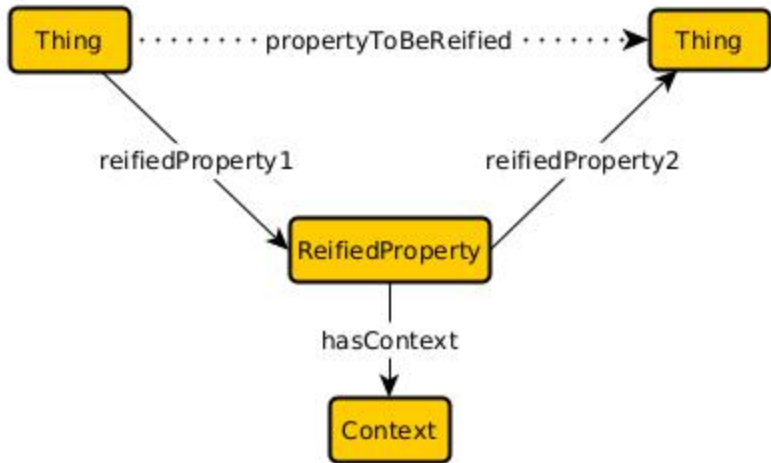 Thing propertyToBeReified Thing
reifiedProperty1 reifiedProperty2
ReifiedProperty
hasContext
Context